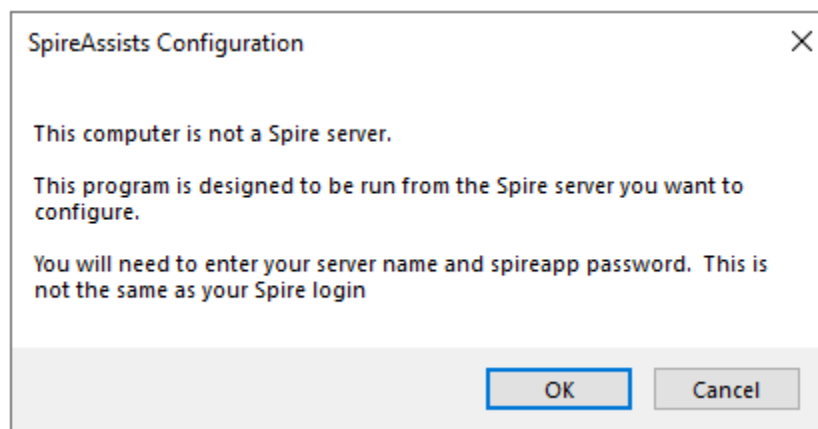 SpireAssists Configuration
This computer is not a Spire server.
This program is designed to be run from the Spire server you want to
configure.
You will need to enter your server name and spireapp password.  This is
not the same as your Spire login
OK
Cancel